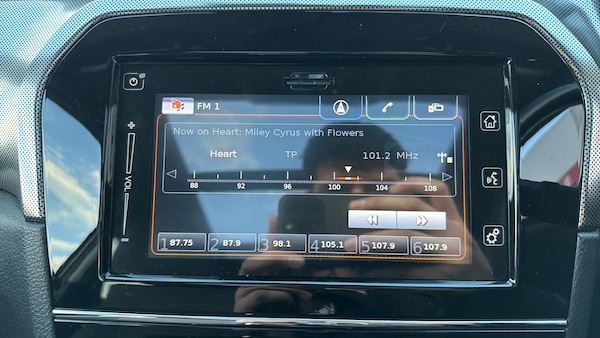 FM 1
Now on Heart: Miley Cyrus with Flowers
Heart TP 101.2 MHz
88 92 96 100 104 108
1 87.75 2 87.9 3 98.1 4 105.1 5 107.9 6 107.9
+
VOL